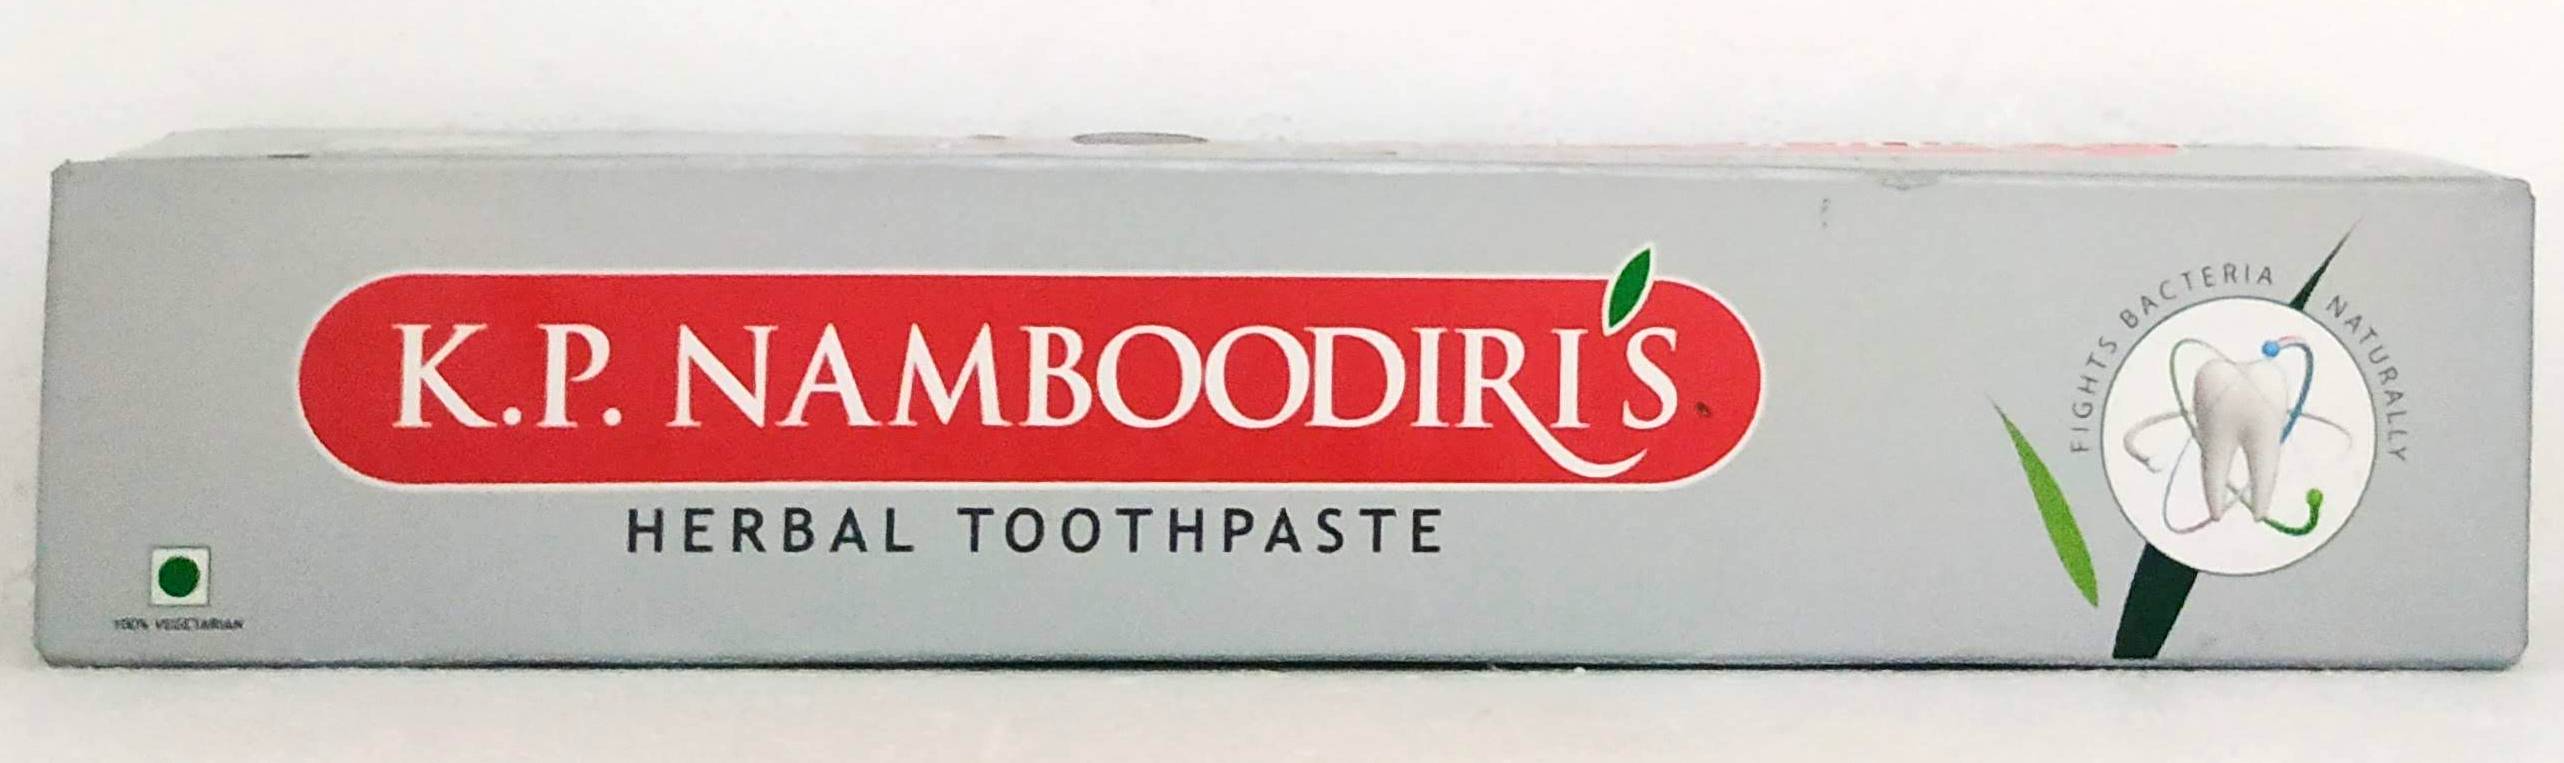 K.P. NAMBOODIRI'S
HERBAL TOOTHPASTE
100% VEGETARIAN
FIGHTS BACTERIA NATURALLY